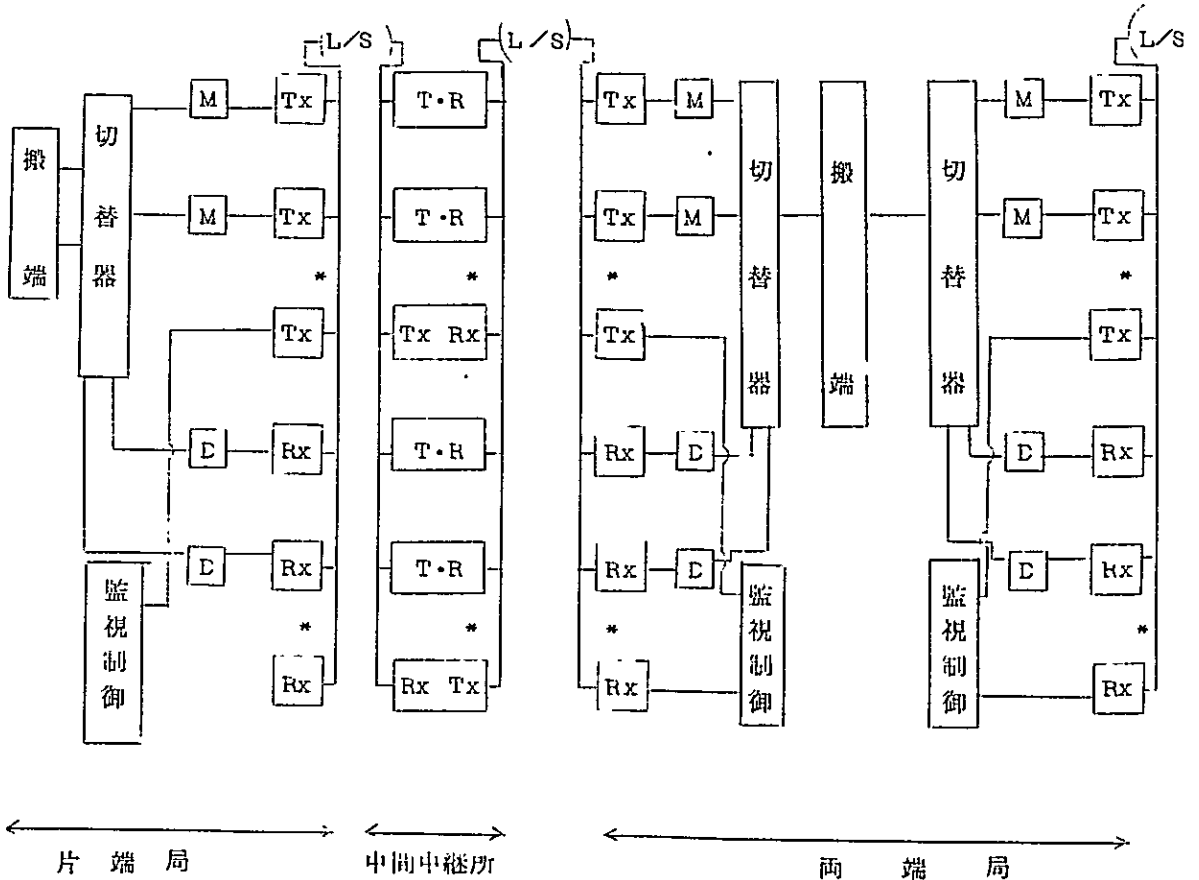 L/S
(L/S)
L/S
M
Tx
T・R
Tx
M
M
Tx
搬端
切替器
切替器
搬端
切替器
M
Tx
T・R
Tx
M
M
Tx
*
*
*
*
Tx
Tx Rx
Tx
Tx
D
Rx
T・R
Rx
D
D
Rx
D
Rx
T・R
Rx
D
D
Rx
監視制御
監視制御
監視制御
*
*
*
*
Rx
Rx Tx
Rx
Rx
片端局
中間中継所
両端局